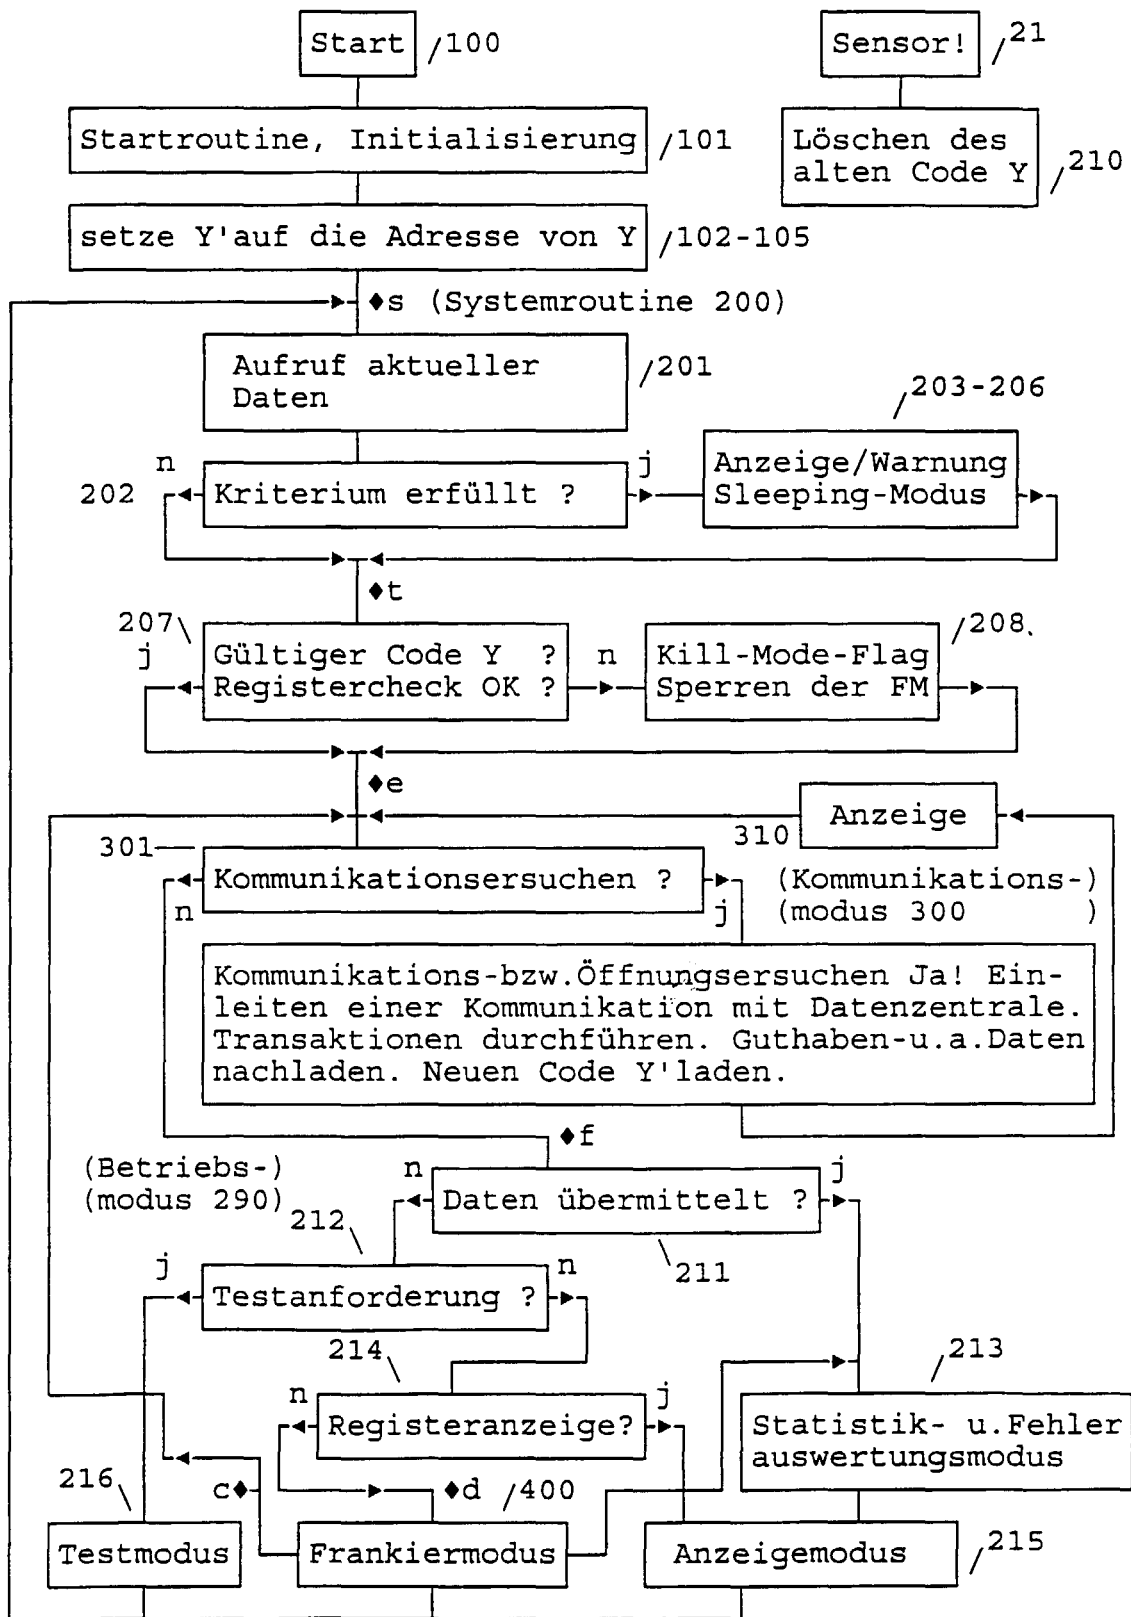 Start /100
Sensor! /21
Startroutine, Initialisierung /101
Löschen des
alten Code Y /210
setze Y'auf die Adresse von Y /102-105
♦s (Systemroutine 200)
Aufruf aktueller
Daten
/201
/203-206
n
202
Kriterium erfüllt ?
j
Anzeige/Warnung
Sleeping-Modus
♦t
207\
j
Gültiger Code Y ?
Registercheck OK ?
n
Kill-Mode-Flag
Sperren der FM
/208.
♦e
Anzeige
310
301
Kommunikationsersuchen ?
n
j
(Kommunikations-)
(modus 300 )
Kommunikations-bzw.Öffnungsersuchen Ja! Ein-
leiten einer Kommunikation mit Datenzentrale.
Transaktionen durchführen. Guthaben-u.a.Daten
nachladen. Neuen Code Y'laden.
♦f
(Betriebs-)
(modus 290)
n
Daten übermittelt ?
j
212\
\211
j
Testanforderung ?
n
214\
/213
n
Registeranzeige?
j
Statistik- u.Fehler
auswertungsmodus
216\
c♦
♦d /400
Testmodus
Frankiermodus
Anzeigemodus
/215